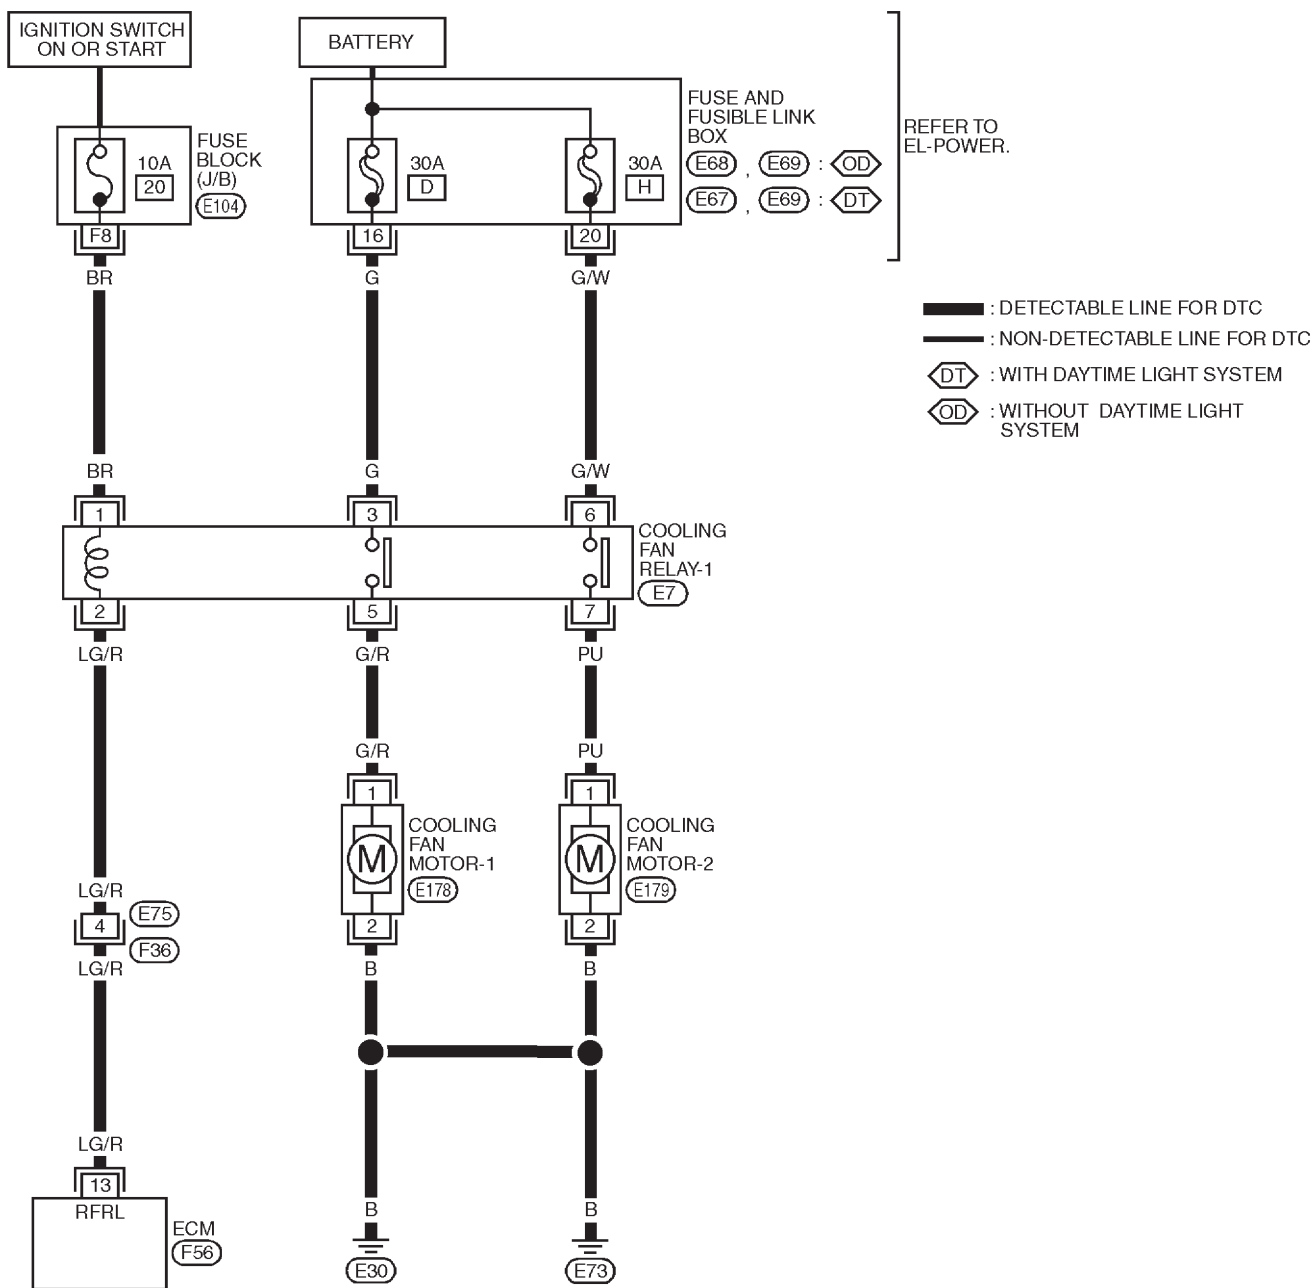 IGNITION SWITCH
ON OR START
BATTERY
FUSE
BLOCK
(J/B)
E104
10A
20
30A
D
30A
H
FUSE AND
FUSIBLE LINK
BOX
E68 , E69 : OD
E67 , E69 : DT
REFER TO
EL-POWER.
F8
16
20
BR
G
G/W
: DETECTABLE LINE FOR DTC
: NON-DETECTABLE LINE FOR DTC
DT : WITH DAYTIME LIGHT SYSTEM
OD : WITHOUT DAYTIME LIGHT
SYSTEM
BR
G
G/W
1
3
6
COOLING
FAN
RELAY-1
E7
2
5
7
LG/R
G/R
PU
G/R
PU
1
1
COOLING
FAN
MOTOR-1
E178
M
COOLING
FAN
MOTOR-2
E179
M
LG/R
4
E75
F36
LG/R
2
2
B
B
LG/R
13
RFRL
ECM
F56
B
B
E30
E73